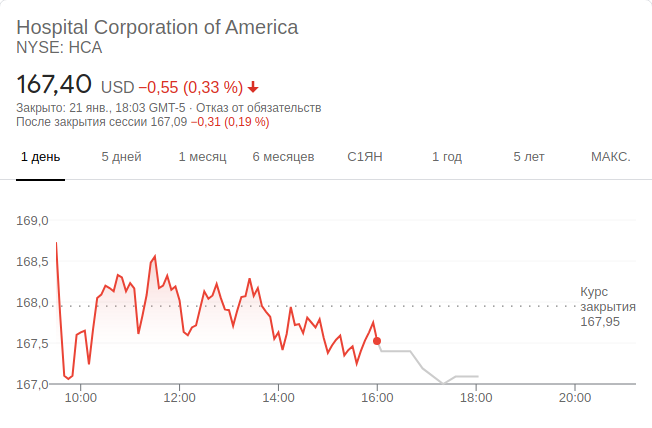 Hospital Corporation of America
NYSE: HCA
167,40 USD −0,55 (0,33 %)
Закрыто: 21 янв., 18:03 GMT-5 · Отказ от обязательств
После закрытия сессии 167,09 −0,31 (0,19 %)
1 день 5 дней 1 месяц 6 месяцев С1ЯН 1 год 5 лет МАКС.
169,0
168,5
168,0
167,5
167,0
Курс
закрытия
167,95
10:00 12:00 14:00 16:00 18:00 20:00